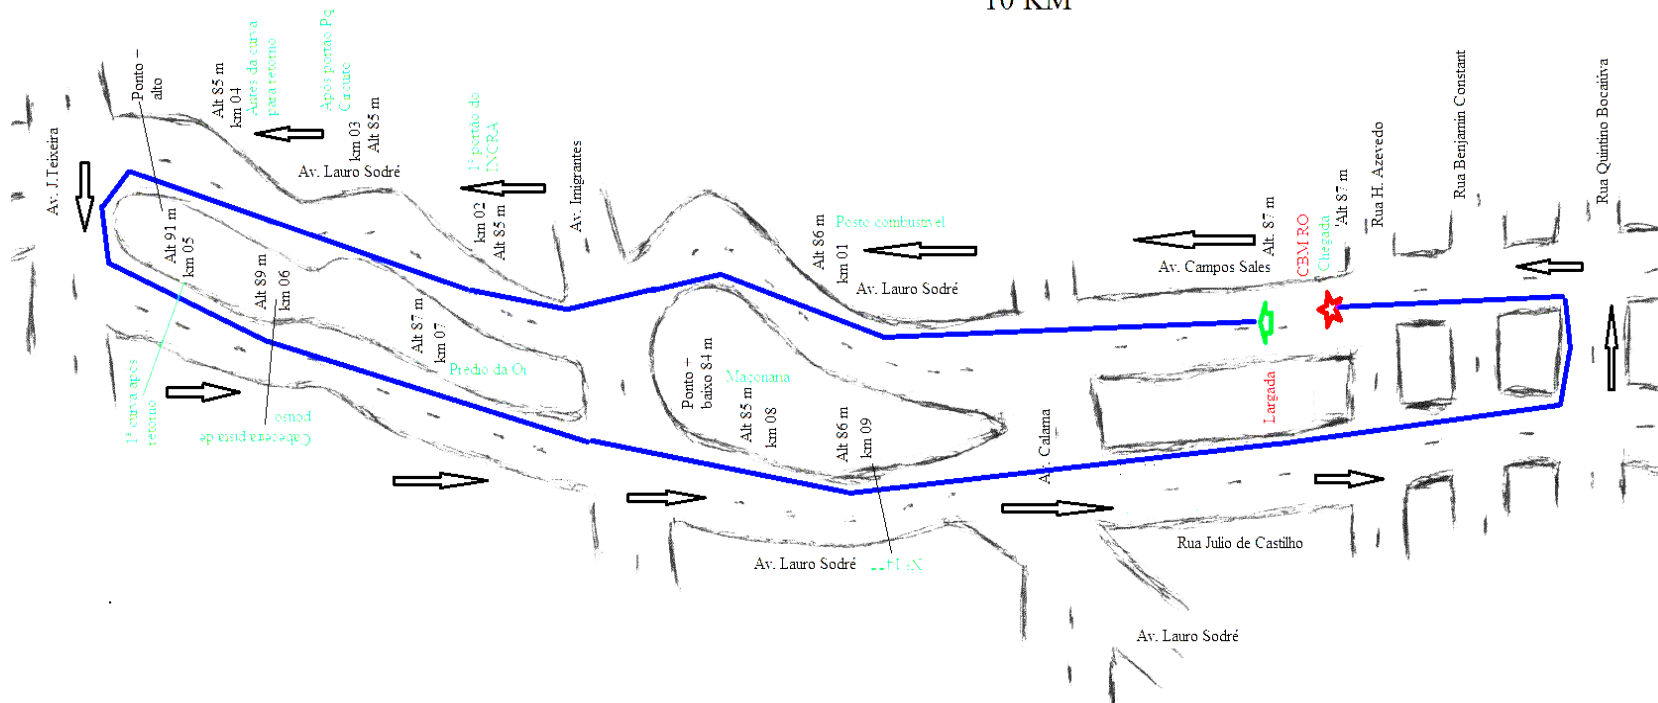 10 KM
Ponto +
alto
Alt 85 m
km 04
Antes da curva
para retorno
Após portão Pq
Circuito
km 03
Alt 85 m
Av. Lauro Sodré
1º portão do
INCRA
km 02
Alt 85 m
Av. Imigrantes
Av. J.Teixeira
Alt 91 m
km 05
Alt 89 m
km 06
Alt 87 m
km 07
Prédio da Oi
1ª curva após
retorno
Cabeceira pista de
pouso
Ponto +
baixo 84 m
Maçonaria
Alt 85 m
km 08
Alt 86 m
km 09
Alt 86 m
km 01
Posto combustível
Av. Lauro Sodré
Av. Campos Sales
Alt. 87 m
CBM RO
Chegada
Alt 87 m
Rua H. Azevedo
Rua Benjamin Constant
Rua Quintino Bocaiúva
Largada
Av. Calama
Rua Julio de Castilho
Av. Lauro Sodré
Av. Lauro Sodré